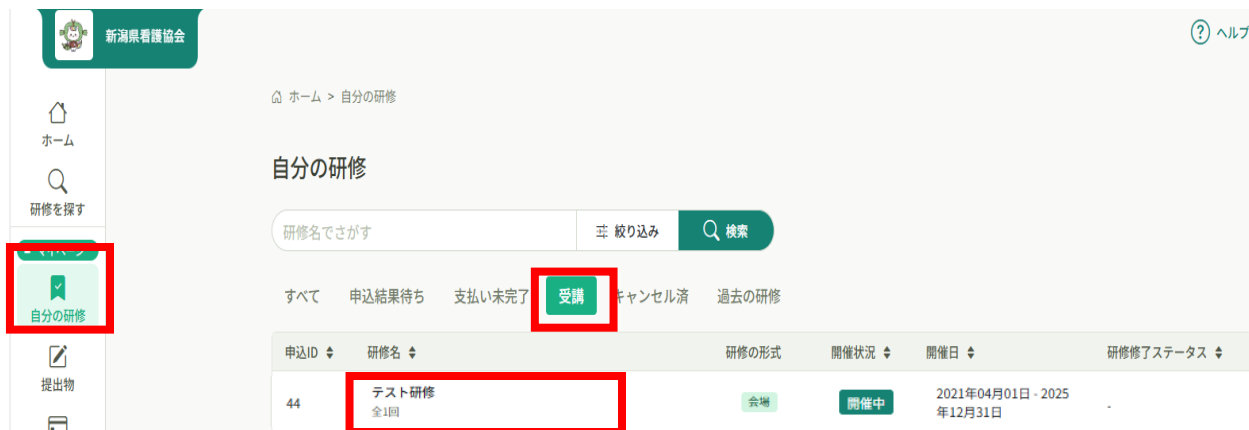 新潟県看護協会
? ヘルプ
ホーム > 自分の研修
ホーム
自分の研修
研修を探す
研修名でさがす
絞り込み
検索
マイページ
自分の研修
すべて 申込結果待ち 支払い未完了 受講 キャンセル済 過去の研修
申込ID 研修名 研修の形式 開催状況 開催日 研修修了ステータス
提出物
44 テスト研修 会場 開催中 2021年04月01日 - 2025 -
全1回 年12月31日